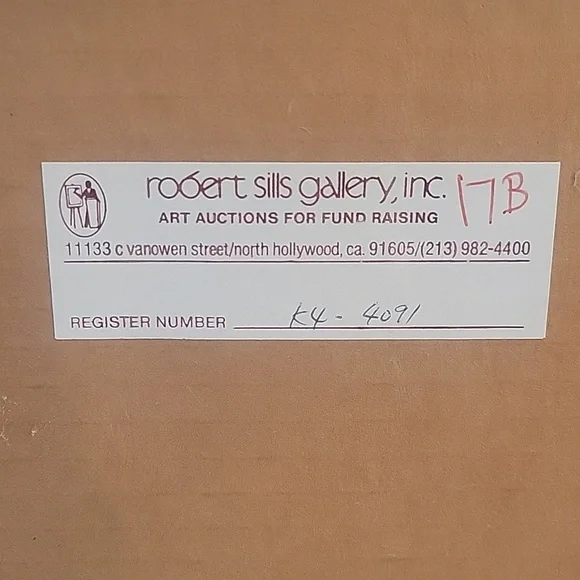 robert sills gallery, inc. 17B
ART AUCTIONS FOR FUND RAISING
11133 c vanowen street/north hollywood, ca. 91605/(213) 982-4400
REGISTER NUMBER K4-4091